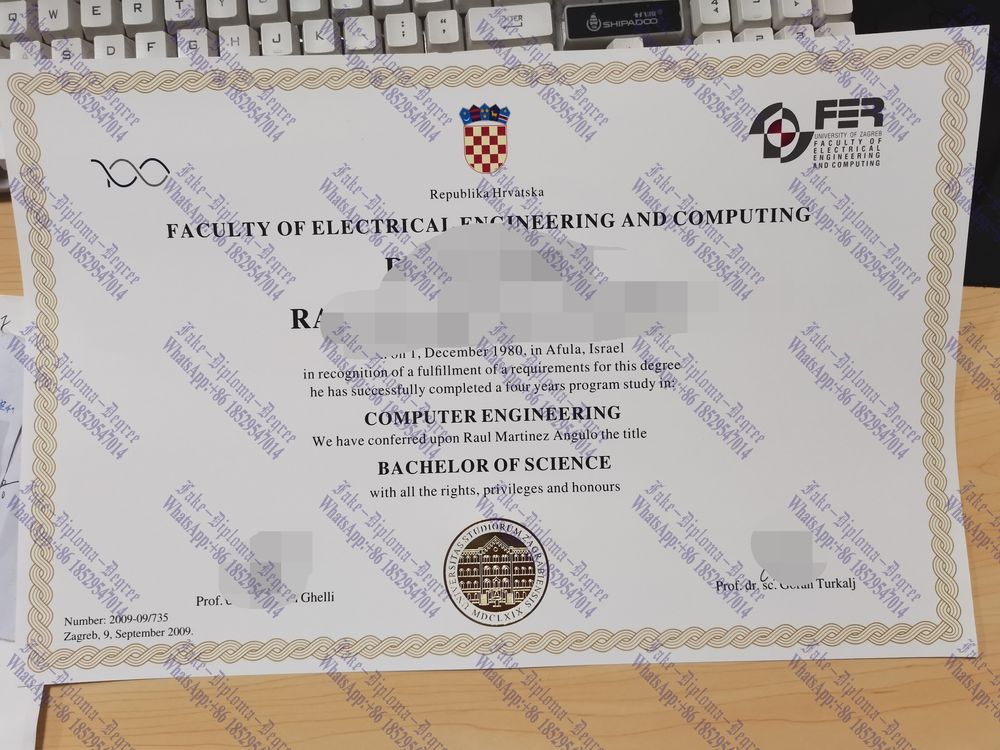 ENTER
SHIPADOO
S D F G H J K
100
FER
UNIVERSITY OF ZAGREB
FACULTY OF
ELECTRICAL
ENGINEERING
AND COMPUTING
Republika Hrvatska
FACULTY OF ELECTRICAL ENGINEERING AND COMPUTING
RA
on 1, December 1980, in Afula, Israel
in recognition of a fulfillment of a requirements for this degree
he has successfully completed a four years program study in:
COMPUTER ENGINEERING
We have conferred upon Raul Martinez Angulo the title
BACHELOR OF SCIENCE
with all the rights, privileges and honours
UNIVERSITAS STUDIORUM ZAGRABIENSIS
MDCLXIX
Prof. Ghelli
Prof. dr. sc. Goran Turkalj
Number: 2009-09/735
Zagreb, 9, September 2009.
Fake-Diploma-Degree
WhatsApp:+86 18529547014